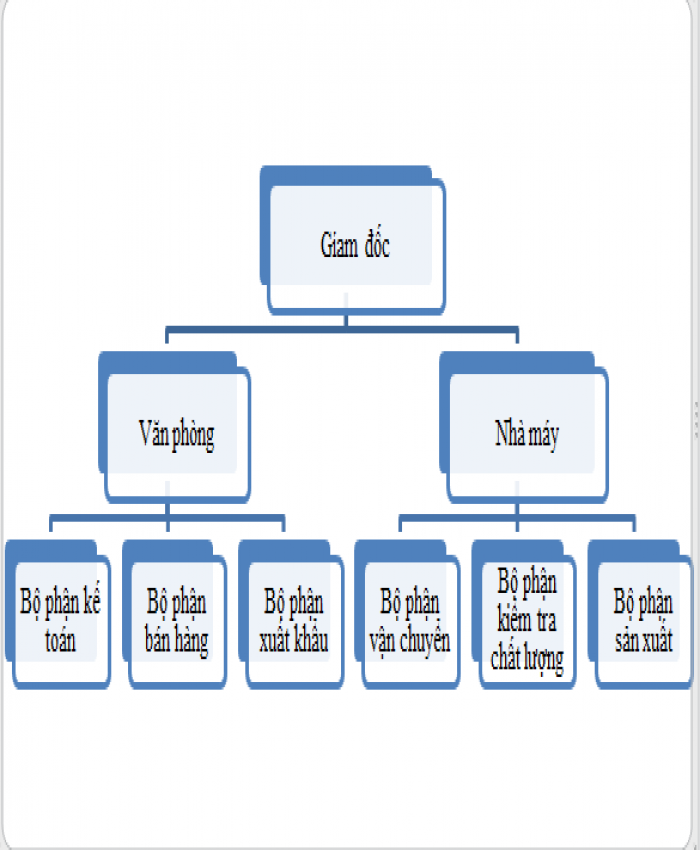 Giam đốc
Văn phòng
Nhà máy
Bộ phận kế
toán
Bộ phận
bán hàng
Bộ phận
xuất khẩu
Bộ phận
vận chuyển
Bộ phận
kiểm tra
chất lượng
Bộ phận
sản xuất